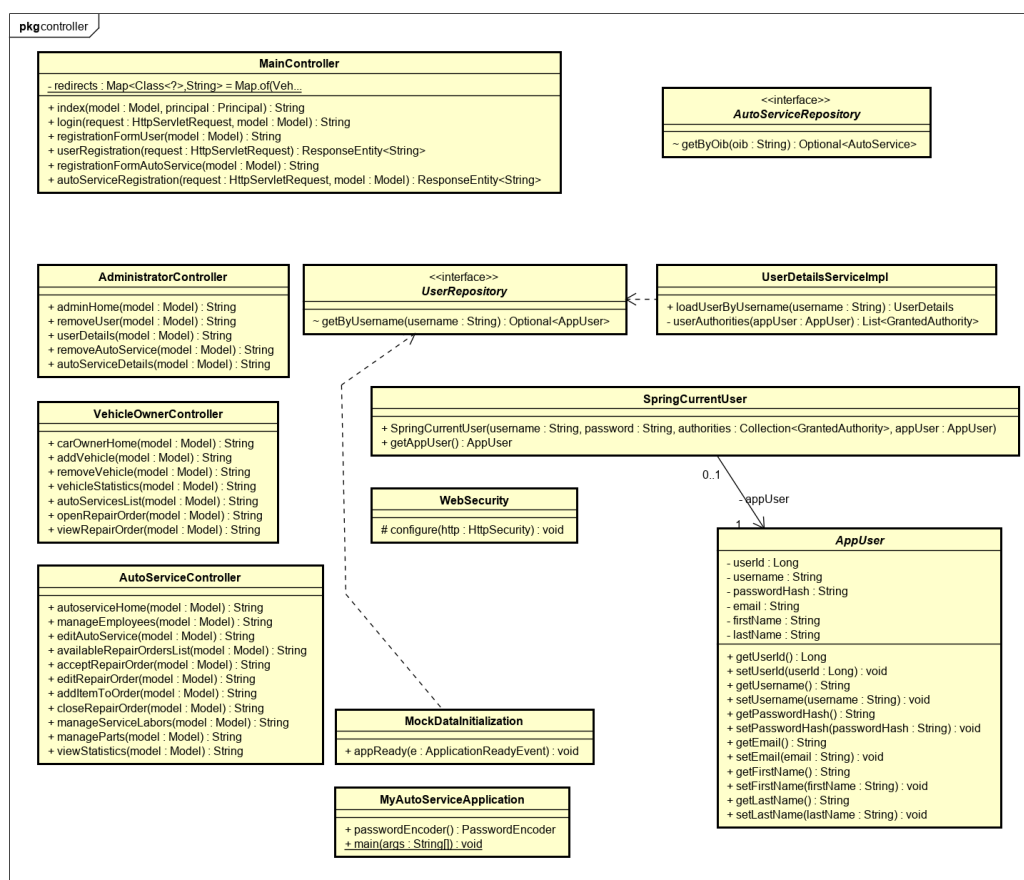 pkg controller
MainController
- redirects : Map<Class<?>,String> = Map.of(Veh...
+ index(model : Model, principal : Principal) : String
+ login(request : HttpServletRequest, model : Model) : String
+ registrationFormUser(model : Model) : String
+ userRegistration(request : HttpServletRequest) : ResponseEntity<String>
+ registrationFormAutoService(model : Model) : String
+ autoServiceRegistration(request : HttpServletRequest, model : Model) : ResponseEntity<String>
<<interface>>
AutoServiceRepository
~ getByOib(oib : String) : Optional<AutoService>
AdministratorController
+ adminHome(model : Model) : String
+ removeUser(model : Model) : String
+ userDetails(model : Model) : String
+ removeAutoService(model : Model) : String
+ autoServiceDetails(model : Model) : String
<<interface>>
UserRepository
~ getByUsername(username : String) : Optional<AppUser>
UserDetailsServiceImpl
+ loadUserByUsername(username : String) : UserDetails
- userAuthorities(appUser : AppUser) : List<GrantedAuthority>
VehicleOwnerController
+ carOwnerHome(model : Model) : String
+ addVehicle(model : Model) : String
+ removeVehicle(model : Model) : String
+ vehicleStatistics(model : Model) : String
+ autoServicesList(model : Model) : String
+ openRepairOrder(model : Model) : String
+ viewRepairOrder(model : Model) : String
SpringCurrentUser
+ SpringCurrentUser(username : String, password : String, authorities : Collection<GrantedAuthority>, appUser : AppUser)
+ getAppUser() : AppUser
0..1
- appUser
1
WebSecurity
# configure(http : HttpSecurity) : void
AppUser
- userId : Long
- username : String
- passwordHash : String
- email : String
- firstName : String
- lastName : String
+ getUserId() : Long
+ setUserId(userId : Long) : void
+ getUsername() : String
+ setUsername(username : String) : void
+ getPasswordHash() : String
+ setPasswordHash(passwordHash : String) : void
+ getEmail() : String
+ setEmail(email : String) : void
+ getFirstName() : String
+ setFirstName(firstName : String) : void
+ getLastName() : String
+ setLastName(lastName : String) : void
AutoServiceController
+ autoserviceHome(model : Model) : String
+ manageEmployees(model : Model) : String
+ editAutoService(model : Model) : String
+ availableRepairOrdersList(model : Model) : String
+ acceptRepairOrder(model : Model) : String
+ editRepairOrder(model : Model) : String
+ addItemToOrder(model : Model) : String
+ closeRepairOrder(model : Model) : String
+ manageServiceLabors(model : Model) : String
+ manageParts(model : Model) : String
+ viewStatistics(model : Model) : String
MockDataInitialization
+ appReady(e : ApplicationReadyEvent) : void
MyAutoServiceApplication
+ passwordEncoder() : PasswordEncoder
+ main(args : String[]) : void